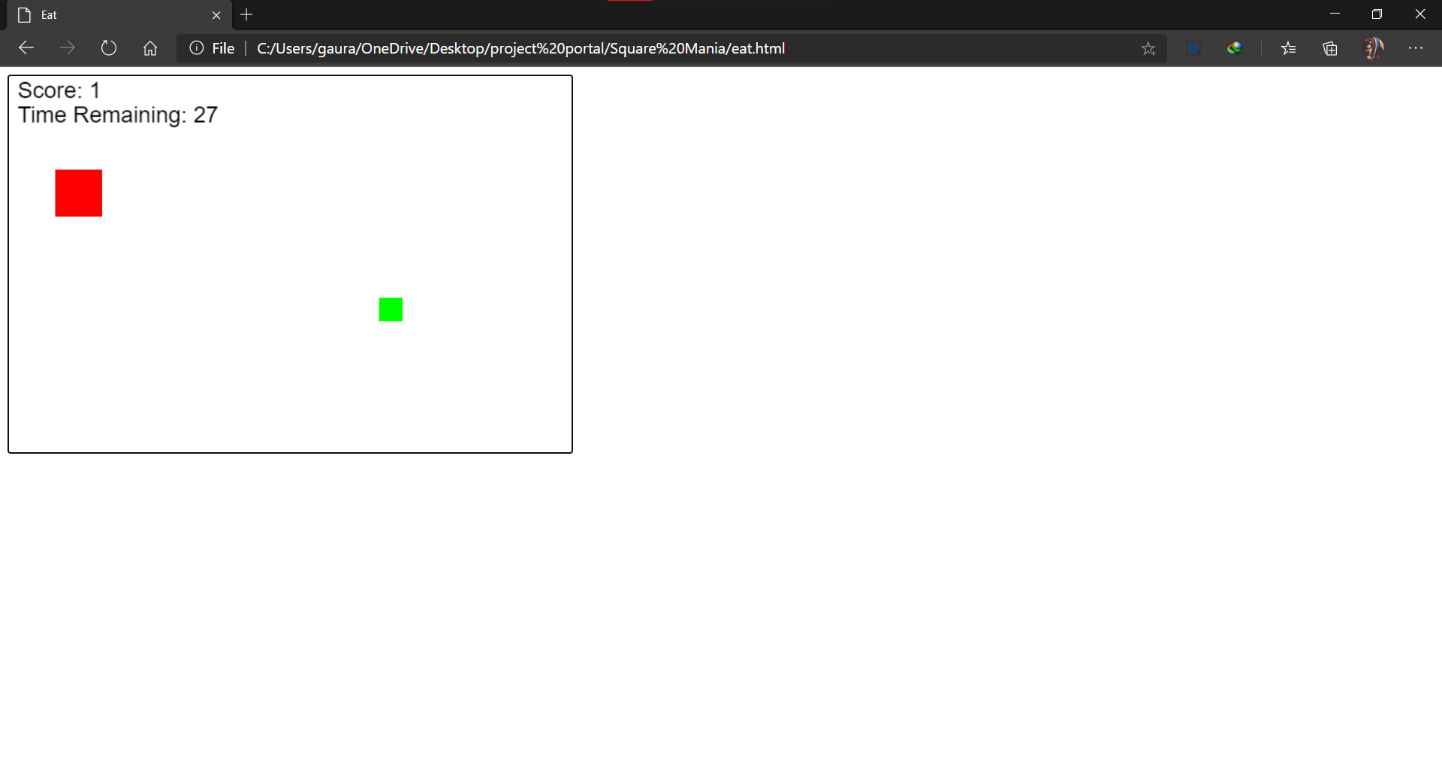 Eat
File
C:/Users/gaura/OneDrive/Desktop/project%20portal/Square%20Mania/eat.html
Score: 1
Time Remaining: 27